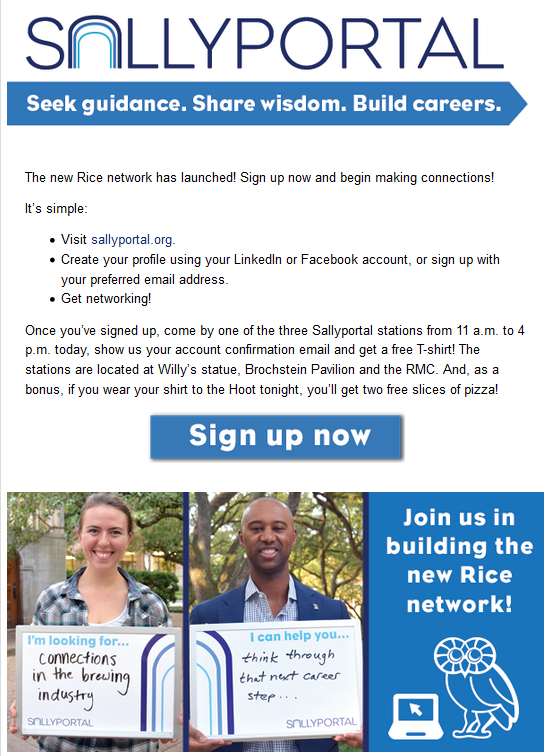 SALLYPORTAL
Seek guidance. Share wisdom. Build careers.
The new Rice network has launched! Sign up now and begin making connections!
It's simple:
• Visit sallyportal.org.
• Create your profile using your LinkedIn or Facebook account, or sign up with
your preferred email address.
• Get networking!
Once you've signed up, come by one of the three Sallyportal stations from 11 a.m. to 4
p.m. today, show us your account confirmation email and get a free T-shirt! The
stations are located at Willy's statue, Brochstein Pavilion and the RMC. And, as a
bonus, if you wear your shirt to the Hoot tonight, you'll get two free slices of pizza!
Sign up now
I'm looking for...
connections
in the brewing
industry
SALLYPORTAL
I can help you...
think through
that next career
step...
SALLYPORTAL
Join us in
building the
new Rice
network!